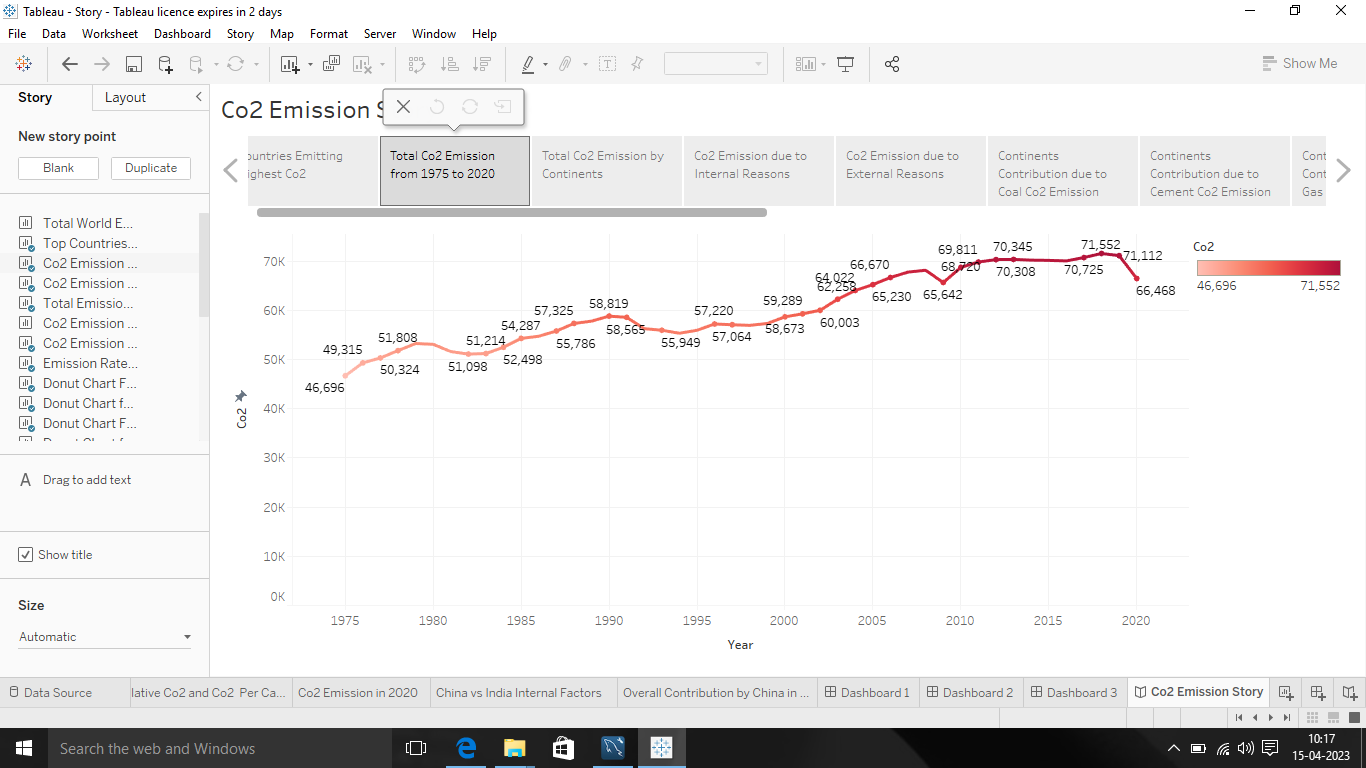 Tableau - Story - Tableau licence expires in 2 days
File Data Worksheet Dashboard Story Map Format Server Window Help
Show Me
Story Layout
New story point
Blank Duplicate
Total World E...
Top Countries...
Co2 Emission ...
Co2 Emission ...
Total Emissio...
Co2 Emission ...
Co2 Emission ...
Emission Rate...
Donut Chart F...
Donut Chart f...
Donut Chart F...
A Drag to add text
Show title
Size
Automatic
Co2 Emission S
ountries Emitting
ighest Co2
Total Co2 Emission
from 1975 to 2020
Total Co2 Emission by
Continents
Co2 Emission due to
Internal Reasons
Co2 Emission due to
External Reasons
Continents
Contribution due to
Coal Co2 Emission
Continents
Contribution due to
Cement Co2 Emission
Cont
Cont
Gas
Co2
70K
60K
50K
40K
30K
20K
10K
0K
46,696
49,315
50,324
51,808
51,098
51,214
52,498
54,287
55,786
57,325
58,819
58,565
55,949
57,220
57,064
58,673
59,289
60,003
62,258
64,022
65,230
66,670
65,642
68,720
69,811
70,345
70,308
70,725
71,552
71,112
66,468
1975 1980 1985 1990 1995 2000 2005 2010 2015 2020
Year
Co2
46,696 71,552
Data Source lative Co2 and Co2 Per Ca... Co2 Emission in 2020 China vs India Internal Factors Overall Contribution by China in ... Dashboard 1 Dashboard 2 Dashboard 3 Co2 Emission Story
Search the web and Windows
10:17
15-04-2023